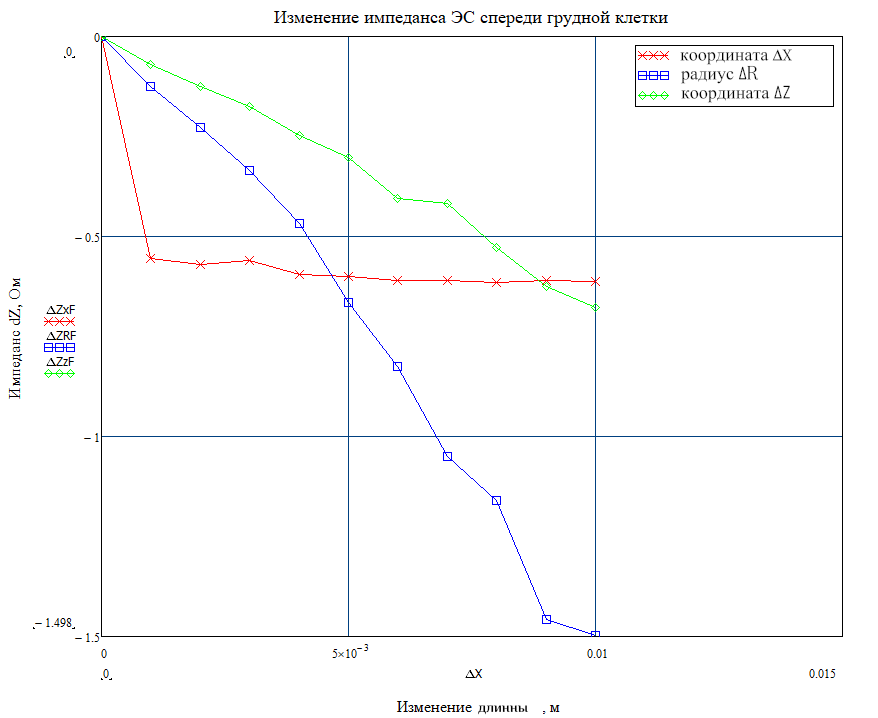 Изменение импеданса ЭС спереди грудной клетки
0
0
координата ΔX
радиус ΔR
координата ΔZ
−0.5
Импеданс dZ, Ом
ΔZxF
ΔZRF
ΔZzF
−1
−1.498
−1.5
0
5×10⁻³
0.01
0
ΔX
0.015
Изменение длинны , м